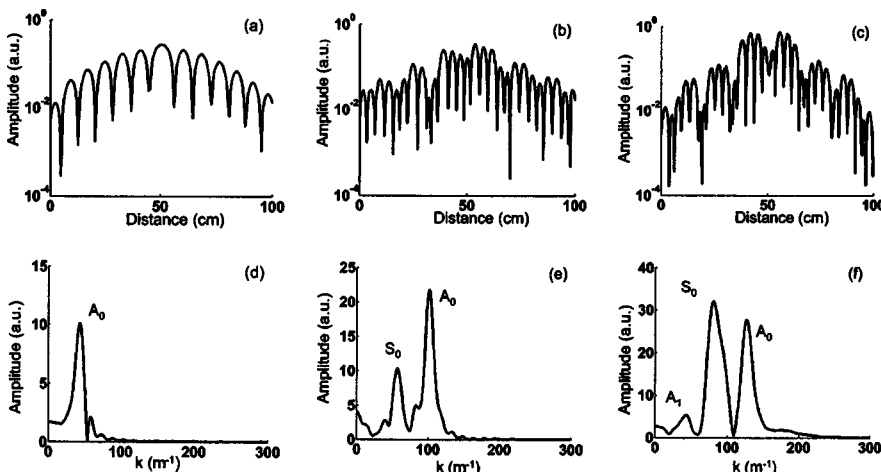 (a)
10⁰
10⁻²
10⁻⁴
Amplitude (a.u.)
0
50
100
Distance (cm)
(b)
10⁰
10⁻²
10⁻⁴
Amplitude (a.u.)
0
50
100
Distance (cm)
(c)
10⁰
10⁻²
10⁻⁴
Amplitude (a.u.)
0
50
100
Distance (cm)
(d)
15
10
5
0
Amplitude (a.u.)
A₀
0
100
200
300
k (m⁻¹)
(e)
25
20
15
10
5
0
Amplitude (a.u.)
S₀
A₀
0
100
200
300
k (m⁻¹)
(f)
40
30
20
10
0
Amplitude (a.u.)
S₀
A₀
A₁
0
100
200
300
k (m⁻¹)